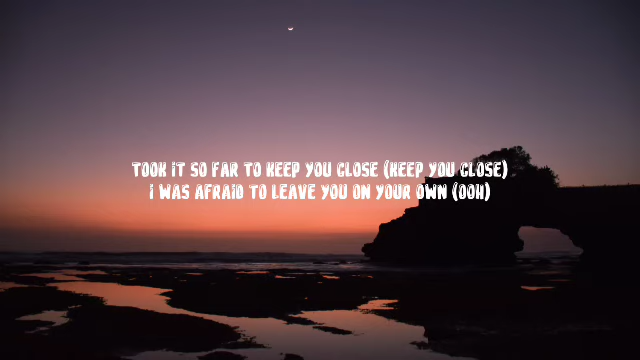 TOOK IT SO FAR TO KEEP YOU CLOSE (KEEP YOU CLOSE)
I WAS AFRAID TO LEAVE YOU ON YOUR OWN (OOH)